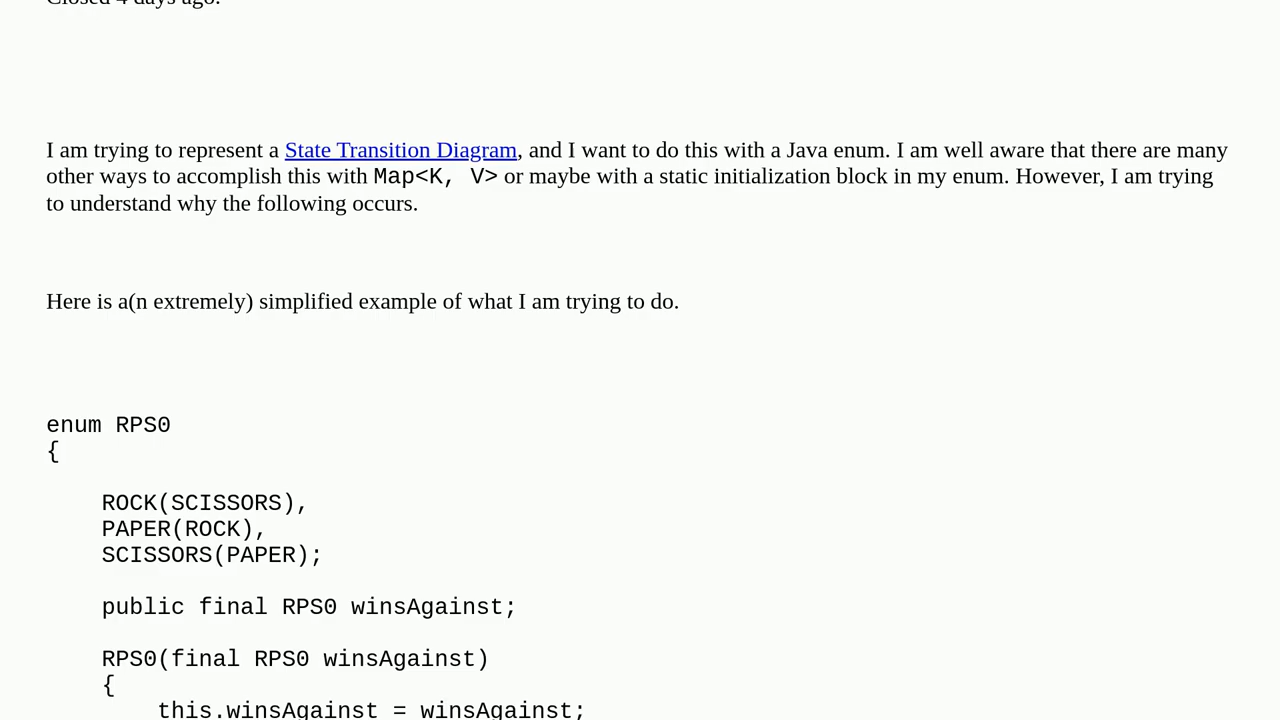 Closed 4 days ago.
I am trying to represent a State Transition Diagram, and I want to do this with a Java enum. I am well aware that there are many
other ways to accomplish this with Map<K, V> or maybe with a static initialization block in my enum. However, I am trying
to understand why the following occurs.
Here is a(n extremely) simplified example of what I am trying to do.
enum RPS0
{
ROCK(SCISSORS),
PAPER(ROCK),
SCISSORS(PAPER);
public final RPS0 winsAgainst;
RPS0(final RPS0 winsAgainst)
{
this.winsAgainst = winsAgainst;